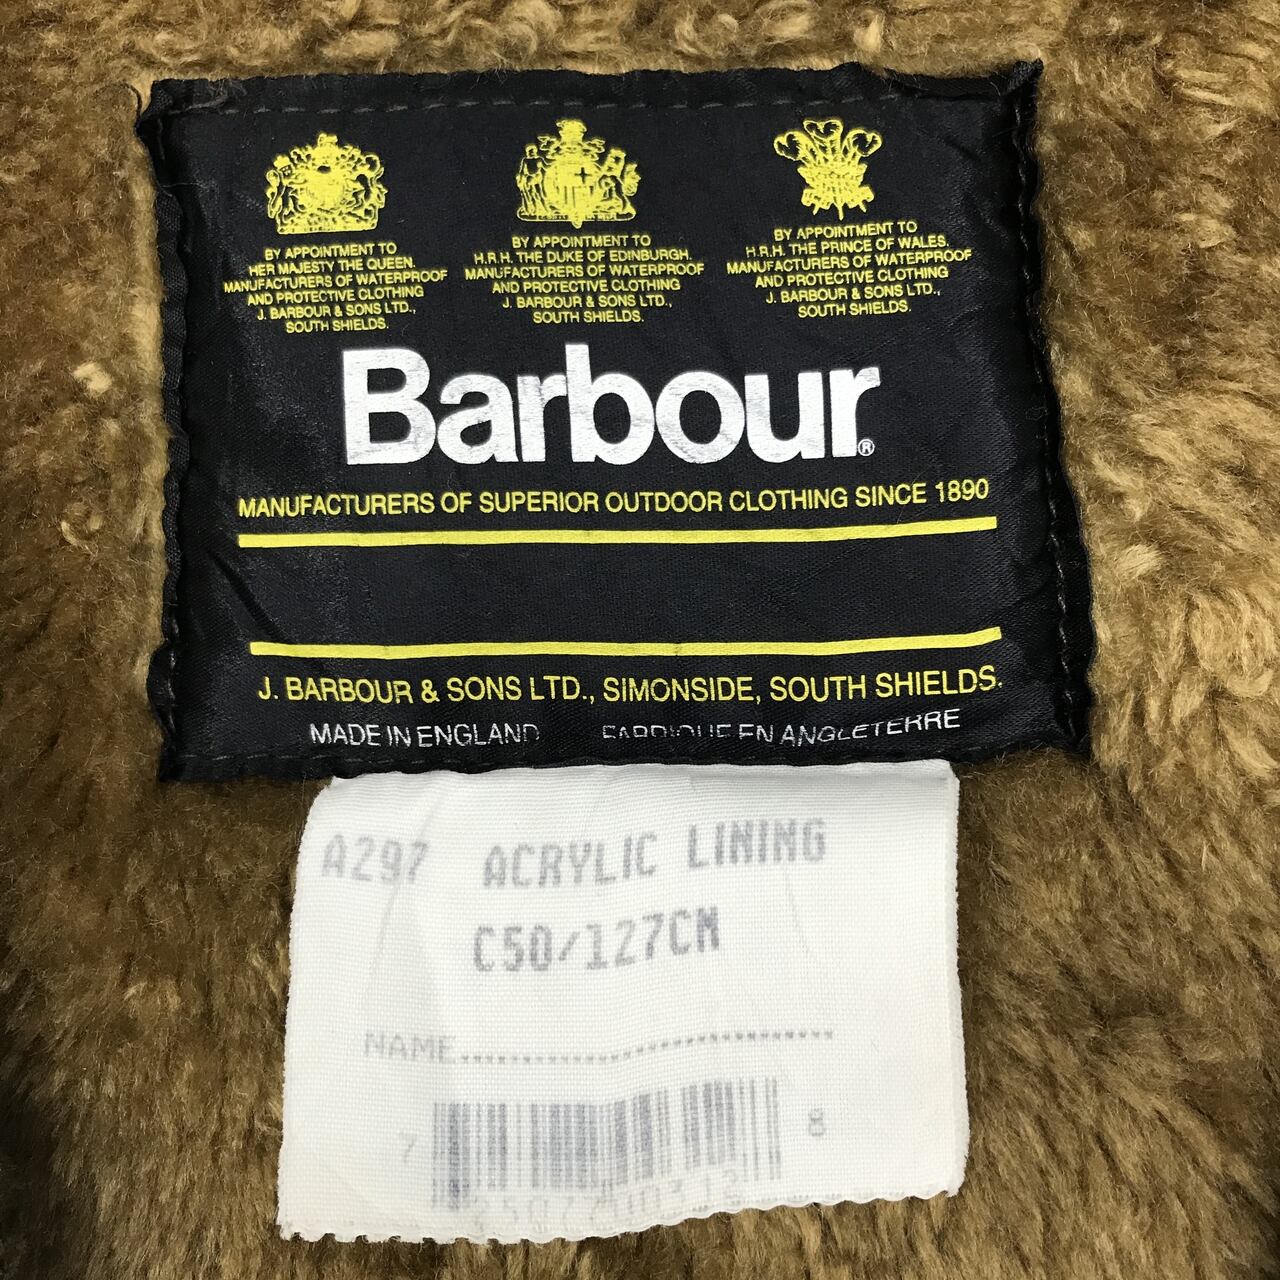 BY APPOINTMENT TO
HER MAJESTY THE QUEEN.
MANUFACTURERS OF WATERPROOF
AND PROTECTIVE CLOTHING
J. BARBOUR & SONS LTD.,
SOUTH SHIELDS.
BY APPOINTMENT TO
H.R.H. THE DUKE OF EDINBURGH.
MANUFACTURERS OF WATERPROOF
AND PROTECTIVE CLOTHING
J. BARBOUR & SONS LTD.,
SOUTH SHIELDS.
BY APPOINTMENT TO
H.R.H. THE PRINCE OF WALES.
MANUFACTURERS OF WATERPROOF
AND PROTECTIVE CLOTHING
J. BARBOUR & SONS LTD.,
SOUTH SHIELDS.
Barbour®
MANUFACTURERS OF SUPERIOR OUTDOOR CLOTHING SINCE 1890
J. BARBOUR & SONS LTD., SIMONSIDE, SOUTH SHIELDS.
MADE IN ENGLAND FABRIQUE EN ANGLETERRE
A297 ACRYLIC LINING
C50/127CM
NAME
7 8